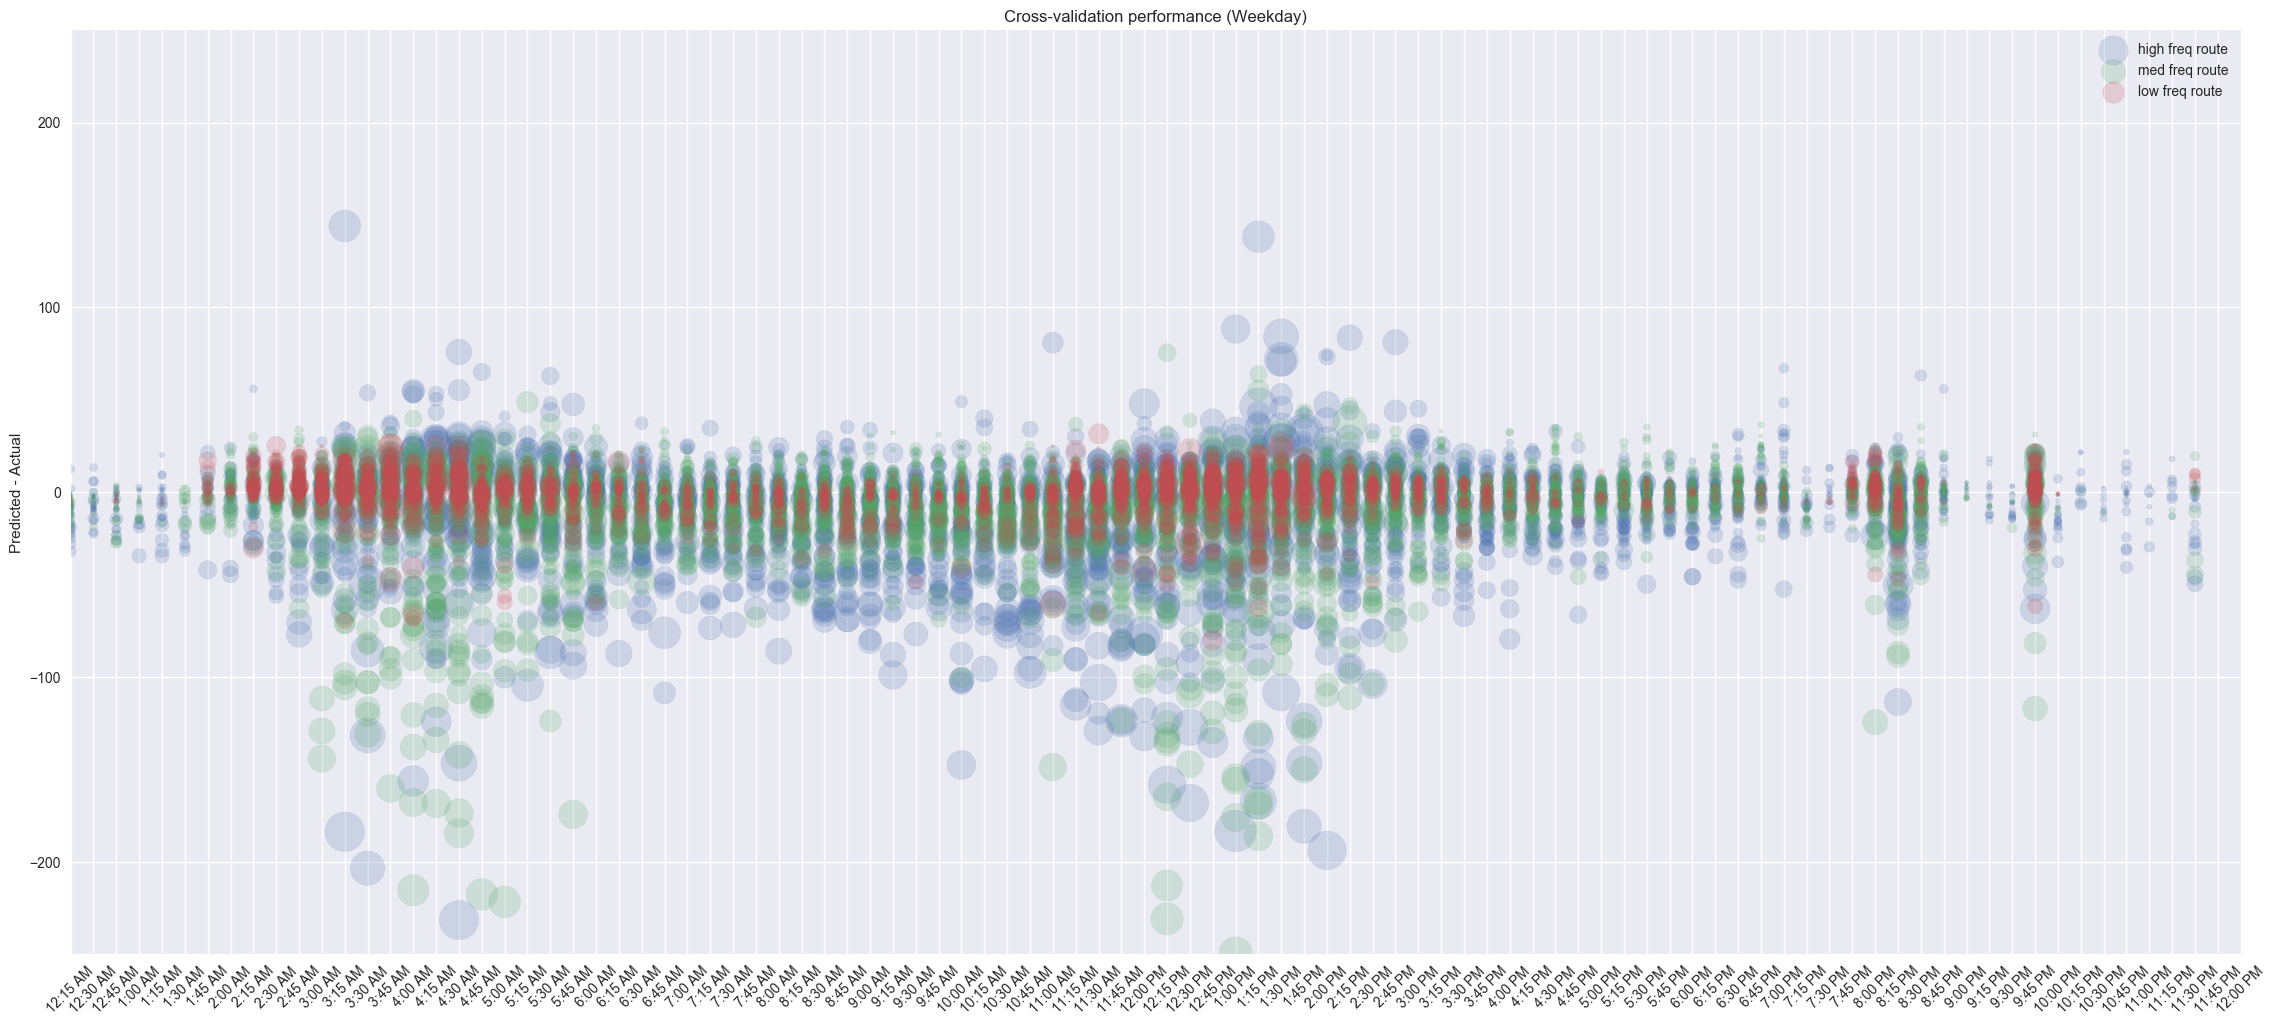 Cross-validation performance (Weekday)
high freq route
med freq route
low freq route
200
100
0
−100
−200
Predicted - Actual
12:15 AM
12:30 AM
12:45 AM
1:00 AM
1:15 AM
1:30 AM
1:45 AM
2:00 AM
2:15 AM
2:30 AM
2:45 AM
3:00 AM
3:15 AM
3:30 AM
3:45 AM
4:00 AM
4:15 AM
4:30 AM
4:45 AM
5:00 AM
5:15 AM
5:30 AM
5:45 AM
6:00 AM
6:15 AM
6:30 AM
6:45 AM
7:00 AM
7:15 AM
7:30 AM
7:45 AM
8:00 AM
8:15 AM
8:30 AM
8:45 AM
9:00 AM
9:15 AM
9:30 AM
9:45 AM
10:00 AM
10:15 AM
10:30 AM
10:45 AM
11:00 AM
11:15 AM
11:30 AM
11:45 AM
12:00 PM
12:15 PM
12:30 PM
12:45 PM
1:00 PM
1:15 PM
1:30 PM
1:45 PM
2:00 PM
2:15 PM
2:30 PM
2:45 PM
3:00 PM
3:15 PM
3:30 PM
3:45 PM
4:00 PM
4:15 PM
4:30 PM
4:45 PM
5:00 PM
5:15 PM
5:30 PM
5:45 PM
6:00 PM
6:15 PM
6:30 PM
6:45 PM
7:00 PM
7:15 PM
7:30 PM
7:45 PM
8:00 PM
8:15 PM
8:30 PM
8:45 PM
9:00 PM
9:15 PM
9:30 PM
9:45 PM
10:00 PM
10:15 PM
10:30 PM
10:45 PM
11:00 PM
11:15 PM
11:30 PM
11:45 PM
12:00 PM